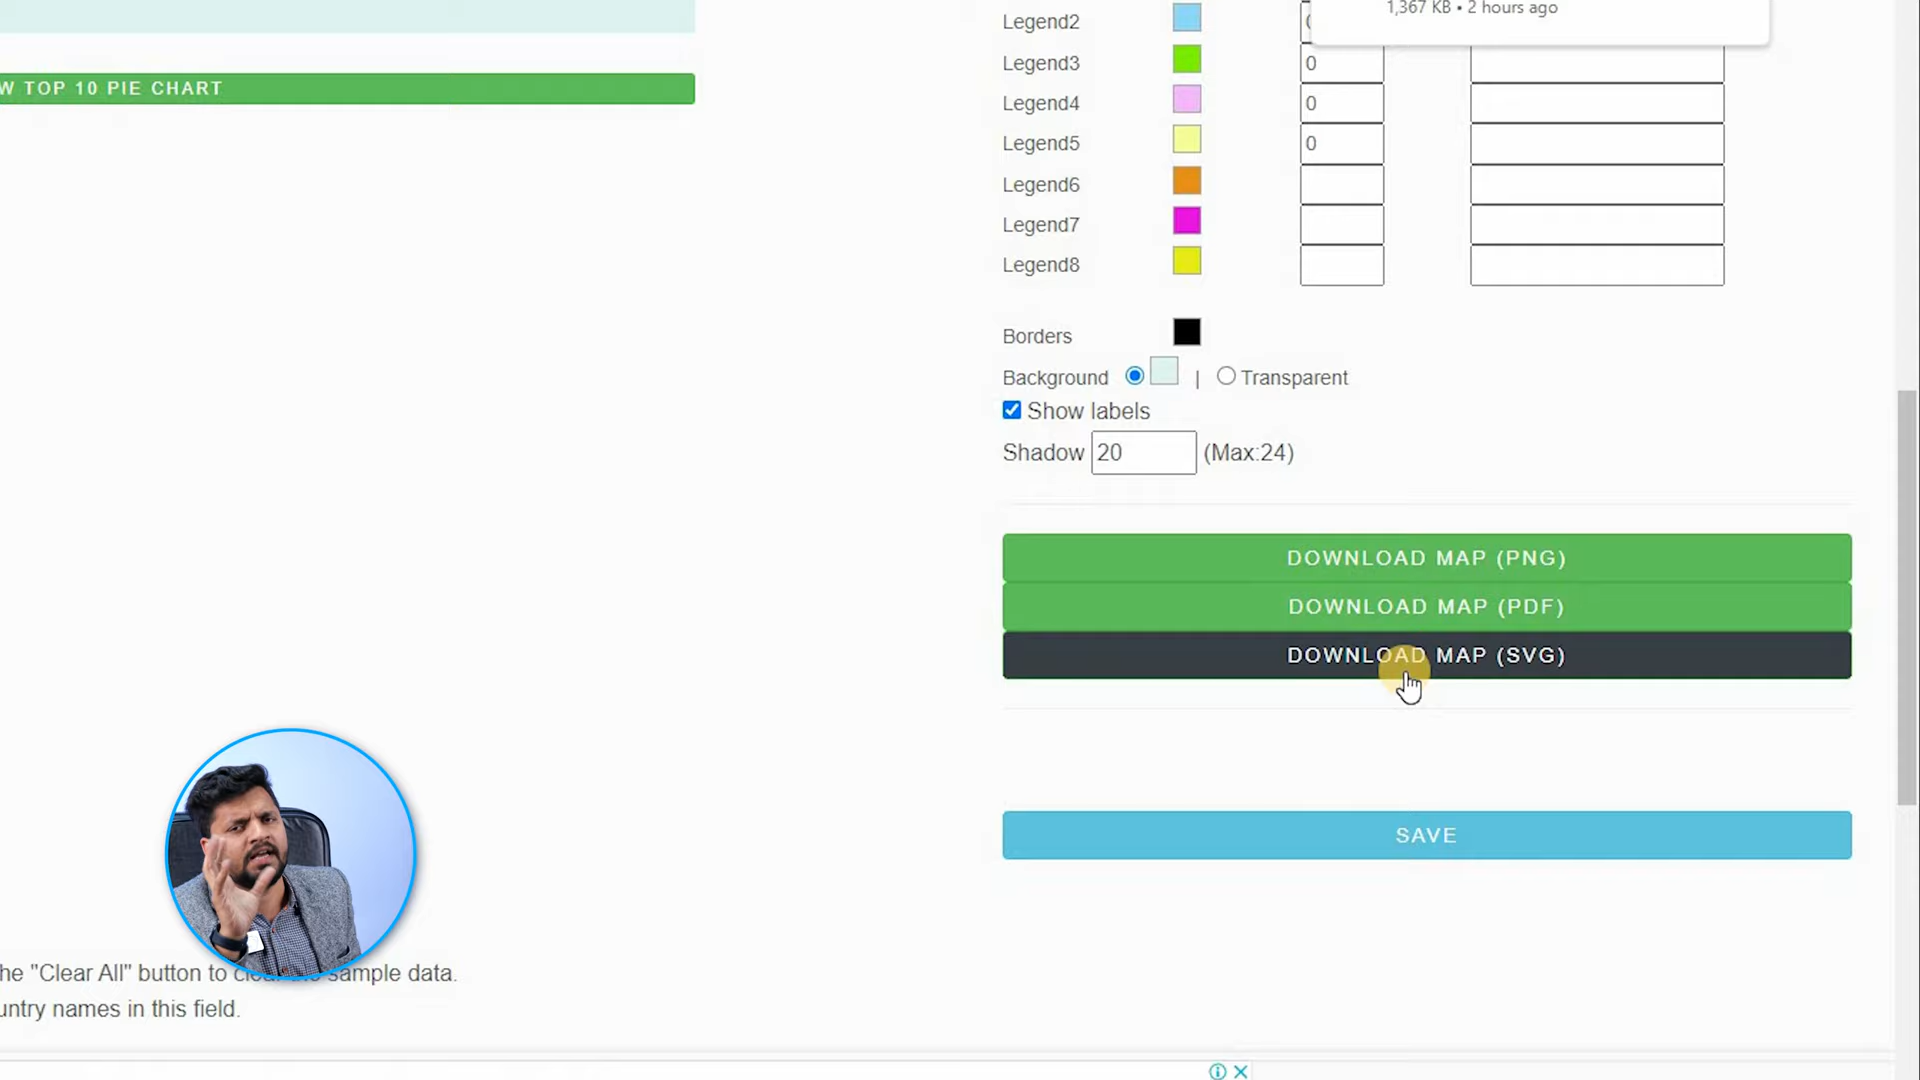 1,367 KB • 2 hours ago
Legend2
Legend3 0
W TOP 10 PIE CHART
Legend4 0
Legend5 0
Legend6
Legend7
Legend8
Borders
Background | Transparent
Show labels
Shadow 20 (Max:24)
DOWNLOAD MAP (PNG)
DOWNLOAD MAP (PDF)
DOWNLOAD MAP (SVG)
SAVE
he "Clear All" button to sample data.
untry names in this field.